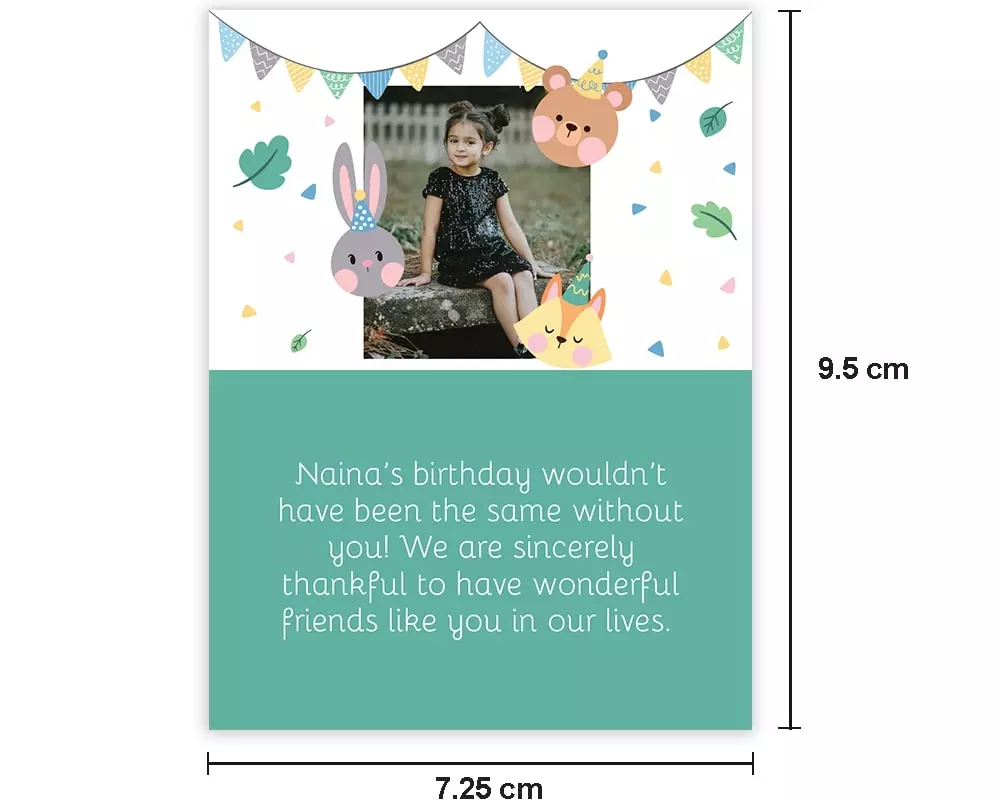 9.5 cm
Naina's birthday wouldn't
have been the same without
you! We are sincerely
thankful to have wonderful
friends like you in our lives.
7.25 cm